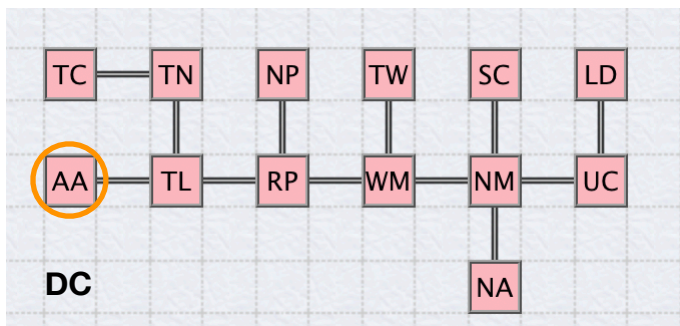 TC TN NP TW SC LD
AA TL RP WM NM UC
DC NA